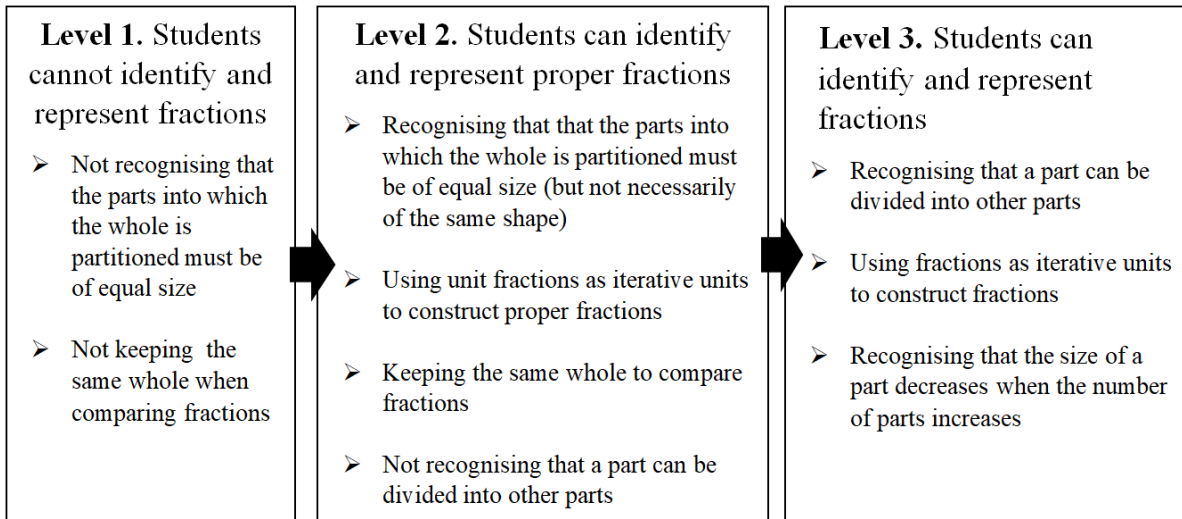 Level 1. Students
cannot identify and
represent fractions
➢ Not recognising that
the parts into which
the whole is
partitioned must be
of equal size
➢ Not keeping the
same whole when
comparing fractions
Level 2. Students can identify
and represent proper fractions
➢ Recognising that that the parts into
which the whole is partitioned must
be of equal size (but not necessarily
of the same shape)
➢ Using unit fractions as iterative units
to construct proper fractions
➢ Keeping the same whole to compare
fractions
➢ Not recognising that a part can be
divided into other parts
Level 3. Students can
identify and represent
fractions
➢ Recognising that a part can be
divided into other parts
➢ Using fractions as iterative units
to construct fractions
➢ Recognising that the size of a
part decreases when the number
of parts increases